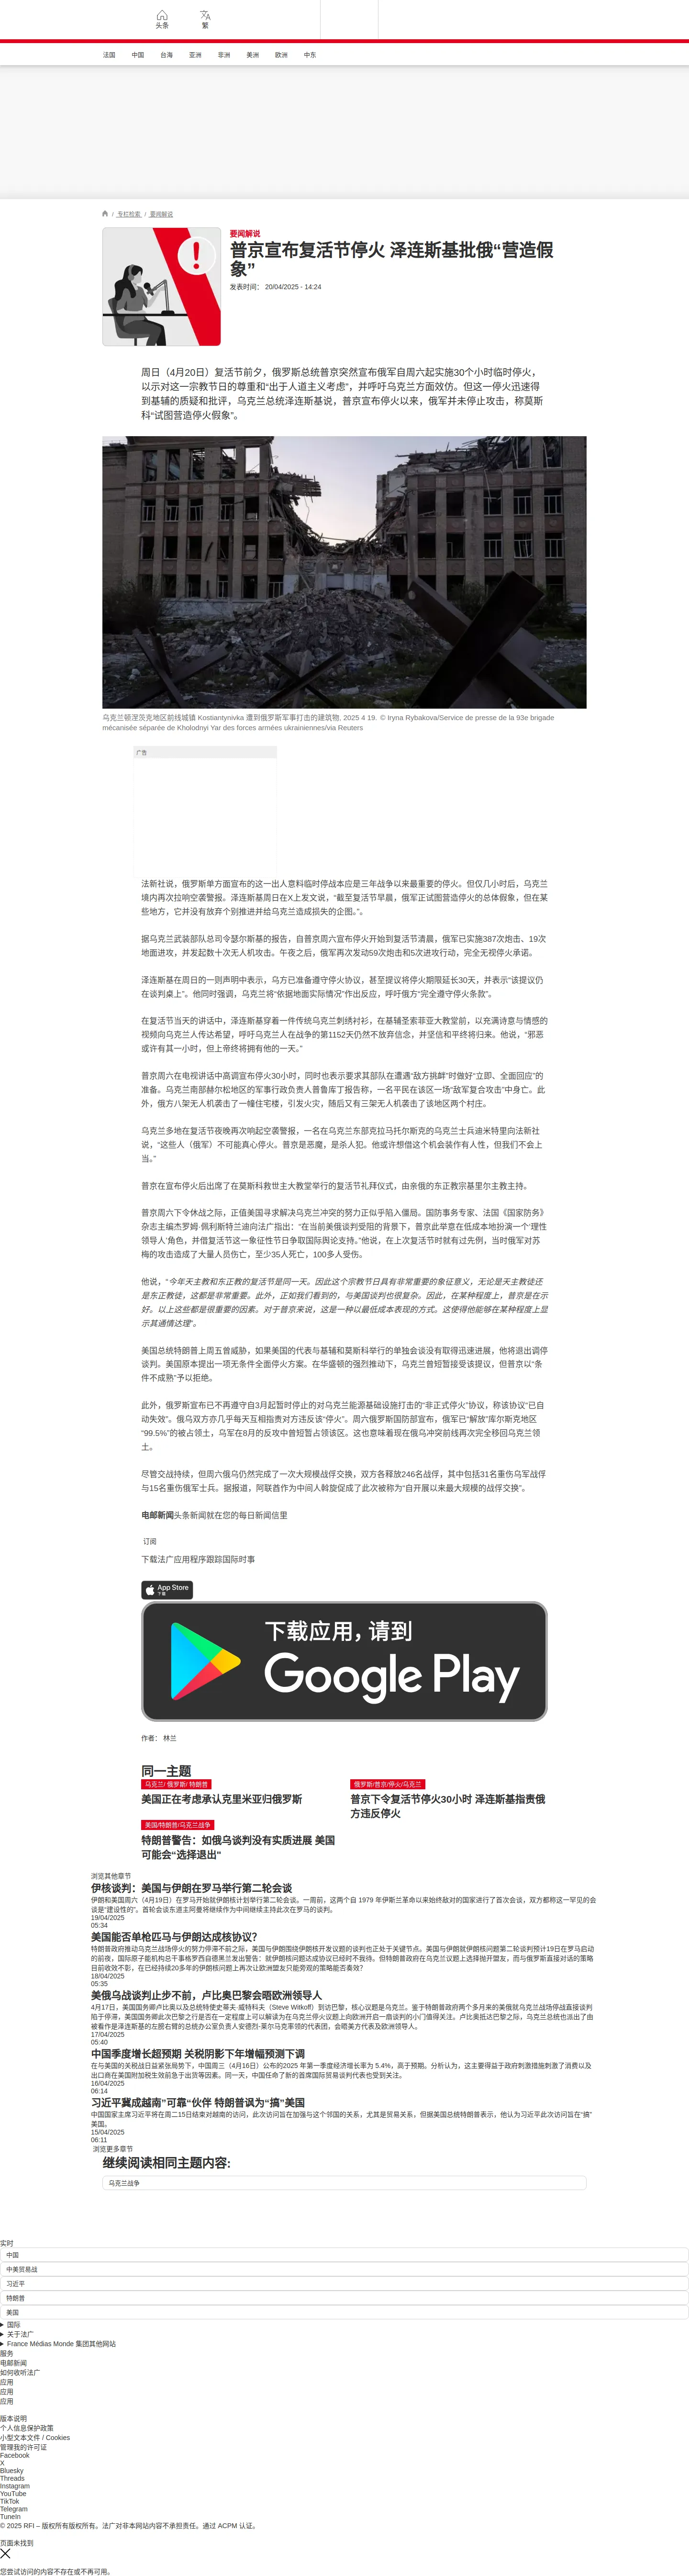 头条
繁
法国
中国
台海
亚洲
非洲
美洲
欧洲
中东
/ 专栏检索 / 要闻解说
要闻解说
普京宣布复活节停火 泽连斯基批俄“营造假
象”
发表时间： 20/04/2025 - 14:24
周日（4月20日）复活节前夕，俄罗斯总统普京突然宣布俄军自周六起实施30个小时临时停火，
以示对这一宗教节日的尊重和“出于人道主义考虑”，并呼吁乌克兰方面效仿。但这一停火迅速得
到基辅的质疑和批评，乌克兰总统泽连斯基说，普京宣布停火以来，俄军并未停止攻击，称莫斯
科“试图营造停火假象”。
乌克兰顿涅茨克地区前线城镇 Kostiantynivka 遭到俄罗斯军事打击的建筑物, 2025 4 19. © Iryna Rybakova/Service de presse de la 93e brigade
mécanisée séparée de Kholodnyi Yar des forces armées ukrainiennes/via Reuters
广告
法新社说，俄罗斯单方面宣布的这一出人意料临时停战本应是三年战争以来最重要的停火。但仅几小时后，乌克兰
境内再次拉响空袭警报。泽连斯基周日在X上发文说，“截至复活节早晨，俄军正试图营造停火的总体假象，但在某
些地方，它并没有放弃个别推进并给乌克兰造成损失的企图。”。
据乌克兰武装部队总司令瑟尔斯基的报告，自普京周六宣布停火开始到复活节清晨，俄军已实施387次炮击、19次
地面进攻，并发起数十次无人机攻击。午夜之后，俄军再次发动59次炮击和5次进攻行动，完全无视停火承诺。
泽连斯基在周日的一则声明中表示，乌方已准备遵守停火协议，甚至提议将停火期限延长30天，并表示“该提议仍
在谈判桌上”。他同时强调，乌克兰将“依据地面实际情况”作出反应，呼吁俄方“完全遵守停火条款”。
在复活节当天的讲话中，泽连斯基穿着一件传统乌克兰刺绣衬衫，在基辅圣索菲亚大教堂前，以充满诗意与情感的
视频向乌克兰人传达希望，呼吁乌克兰人在战争的第1152天仍然不放弃信念，并坚信和平终将归来。他说，“邪恶
或许有其一小时，但上帝终将拥有他的一天。”
普京周六在电视讲话中高调宣布停火30小时，同时也表示要求其部队在遭遇“敌方挑衅”时做好“立即、全面回应”的
准备。乌克兰南部赫尔松地区的军事行政负责人普鲁库丁报告称，一名平民在该区一场“敌军复合攻击”中身亡。此
外，俄方八架无人机袭击了一幢住宅楼，引发火灾，随后又有三架无人机袭击了该地区两个村庄。
乌克兰多地在复活节夜晚再次响起空袭警报，一名在乌克兰东部克拉马托尔斯克的乌克兰士兵迪米特里向法新社
说，“这些人（俄军）不可能真心停火。普京是恶魔，是杀人犯。他或许想借这个机会装作有人性，但我们不会上
当。”
普京在宣布停火后出席了在莫斯科救世主大教堂举行的复活节礼拜仪式，由亲俄的东正教宗基里尔主教主持。
普京周六下令休战之际，正值美国寻求解决乌克兰冲突的努力正似乎陷入僵局。国防事务专家、法国《国家防务》
杂志主编杰罗姆·佩利斯特兰迪向法广指出：“在当前美俄谈判受阻的背景下，普京此举意在低成本地扮演一个‘理性
领导人’角色，并借复活节这一象征性节日争取国际舆论支持。”他说，在上次复活节时就有过先例，当时俄军对苏
梅的攻击造成了大量人员伤亡，至少35人死亡，100多人受伤。
他说，“今年天主教和东正教的复活节是同一天。因此这个宗教节日具有非常重要的象征意义，无论是天主教徒还
是东正教徒，这都是非常重要。此外，正如我们看到的，与美国谈判也很复杂。因此，在某种程度上，普京是在示
好。以上这些都是很重要的因素。对于普京来说，这是一种以最低成本表现的方式。这使得他能够在某种程度上显
示其通情达理”。
美国总统特朗普上周五曾威胁，如果美国的代表与基辅和莫斯科举行的单独会谈没有取得迅速进展，他将退出调停
谈判。美国原本提出一项无条件全面停火方案。在华盛顿的强烈推动下，乌克兰曾短暂接受该提议，但普京以“条
件不成熟”予以拒绝。
此外，俄罗斯宣布已不再遵守自3月起暂时停止的对乌克兰能源基础设施打击的“非正式停火”协议，称该协议“已自
动失效”。俄乌双方亦几乎每天互相指责对方违反该“停火”。周六俄罗斯国防部宣布，俄军已“解放”库尔斯克地区
“99.5%”的被占领土，乌军在8月的反攻中曾短暂占领该区。这也意味着现在俄乌冲突前线再次完全移回乌克兰领
土。
尽管交战持续，但周六俄乌仍然完成了一次大规模战俘交换，双方各释放246名战俘，其中包括31名重伤乌军战俘
与15名重伤俄军士兵。据报道，阿联酋作为中间人斡旋促成了此次被称为“自开展以来最大规模的战俘交换”。
电邮新闻头条新闻就在您的每日新闻信里
订阅
下载法广应用程序跟踪国际时事
App Store
下载
下载应用，请到
Google Play
作者： 林兰
同一主题
乌克兰/ 俄罗斯/ 特朗普
美国正在考虑承认克里米亚归俄罗斯
俄罗斯/普京/停火/乌克兰
普京下令复活节停火30小时 泽连斯基指责俄
方违反停火
美国/特朗普/乌克兰战争
特朗普警告：如俄乌谈判没有实质进展 美国
可能会“选择退出”
浏览其他章节
伊核谈判：美国与伊朗在罗马举行第二轮会谈
伊朗和美国周六（4月19日）在罗马开始就伊朗核计划举行第二轮会谈。一周前，这两个自 1979 年伊斯兰革命以来始终敌对的国家进行了首次会谈，双方都称这一罕见的会
谈是“建设性的”。首轮会谈东道主阿曼将继续作为中间继续主持此次在罗马的谈判。
19/04/2025
05:34
美国能否单枪匹马与伊朗达成核协议？
特朗普政府推动乌克兰战场停火的努力停滞不前之际，美国与伊朗围绕伊朗核开发议题的谈判也正处于关键节点。美国与伊朗就伊朗核问题第二轮谈判预计19日在罗马启动
的前夜，国际原子能机构总干事格罗西自德黑兰发出警告：就伊朗核问题达成协议已经时不我待。但特朗普政府在乌克兰议题上选择抛开盟友，而与俄罗斯直接对话的策略
目前收效不彰，在已经持续20多年的伊朗核问题上再次让欧洲盟友只能旁观的策略能否奏效？
18/04/2025
05:35
美俄乌战谈判止步不前，卢比奥巴黎会晤欧洲领导人
4月17日，美国国务卿卢比奥以及总统特使史蒂夫·威特科夫（Steve Witkoff）到访巴黎，核心议题是乌克兰。鉴于特朗普政府两个多月来的美俄就乌克兰战场停战直接谈判
陷于停滞，美国国务卿此次巴黎之行是否在一定程度上可以解读为在乌克兰停火议题上向欧洲开启一扇谈判的小门值得关注。卢比奥抵达巴黎之际，乌克兰总统也派出了由
被看作是泽连斯基的左膀右臂的总统办公室负责人安德烈-莱尔马克率领的代表团，会晤美方代表及欧洲领导人。
17/04/2025
05:40
中国季度增长超预期 关税阴影下年增幅预测下调
在与美国的关税战日益紧张局势下，中国周三（4月16日）公布的2025 年第一季度经济增长率为 5.4%，高于预期。分析认为，这主要得益于政府刺激措施刺激了消费以及
出口商在美国附加税生效前急于出货等因素。同一天，中国任命了新的首席国际贸易谈判代表也受到关注。
16/04/2025
06:14
习近平冀成越南”可靠“伙伴 特朗普讽为“搞”美国
中国国家主席习近平将在周二15日结束对越南的访问，此次访问旨在加强与这个邻国的关系，尤其是贸易关系，但据美国总统特朗普表示，他认为习近平此次访问旨在“搞”
美国。
15/04/2025
06:11
浏览更多章节
继续阅读相同主题内容:
乌克兰战争
实时
中国
中美贸易战
习近平
特朗普
美国
国际
关于法广
France Médias Monde 集团其他网站
服务
电邮新闻
如何收听法广
应用
应用
应用
版本说明
个人信息保护政策
小型文本文件 / Cookies
管理我的许可证
Facebook
X
Bluesky
Threads
Instagram
YouTube
TikTok
Telegram
TuneIn
© 2025 RFI – 版权所有版权所有。法广对非本网站内容不承担责任。通过 ACPM 认证。
页面未找到
您尝试访问的内容不存在或不再可用。